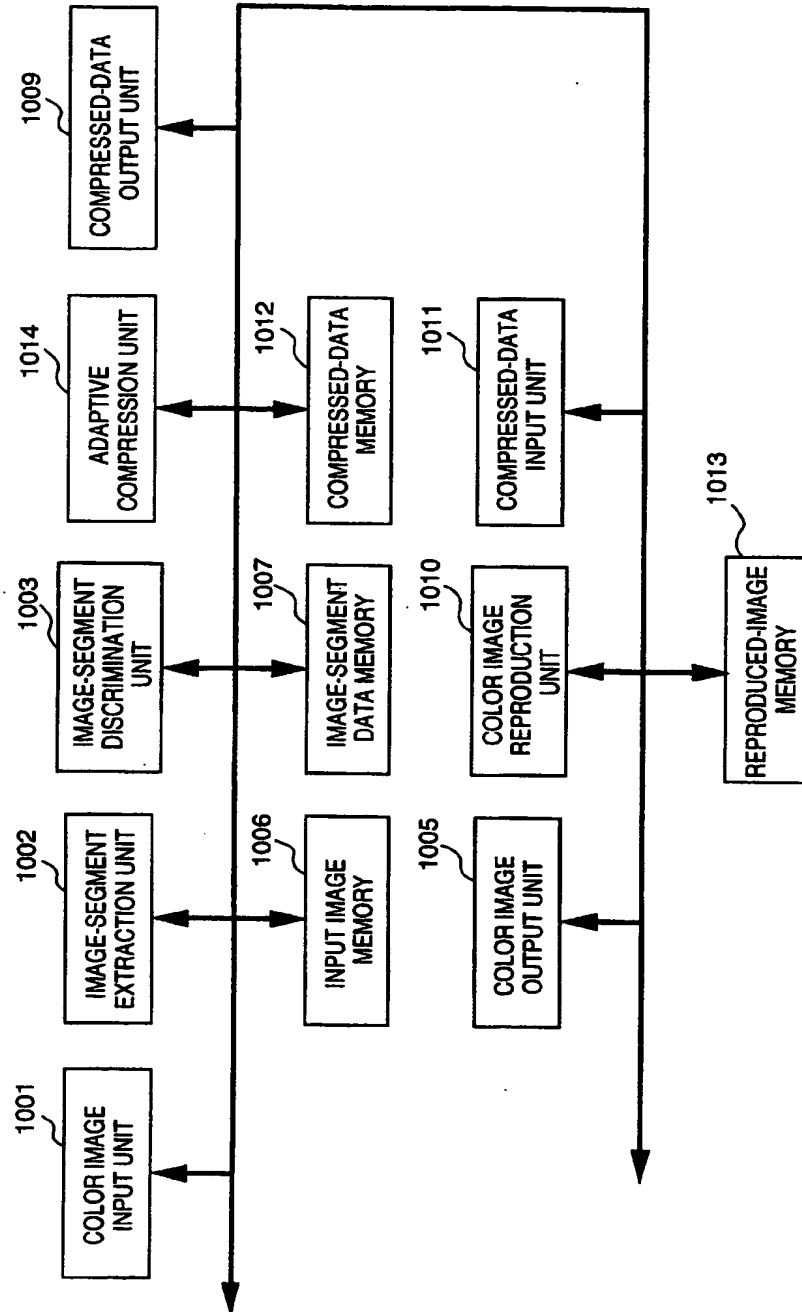 1001
COLOR IMAGE
INPUT UNIT
1002
IMAGE-SEGMENT
EXTRACTION UNIT
1003
IMAGE-SEGMENT
DISCRIMINATION
UNIT
1014
ADAPTIVE
COMPRESSION UNIT
1009
COMPRESSED-DATA
OUTPUT UNIT
1006
INPUT IMAGE
MEMORY
1007
IMAGE-SEGMENT
DATA MEMORY
1012
COMPRESSED-DATA
MEMORY
1005
COLOR IMAGE
OUTPUT UNIT
1010
COLOR IMAGE
REPRODUCTION
UNIT
1011
COMPRESSED-DATA
INPUT UNIT
1013
REPRODUCED-IMAGE
MEMORY